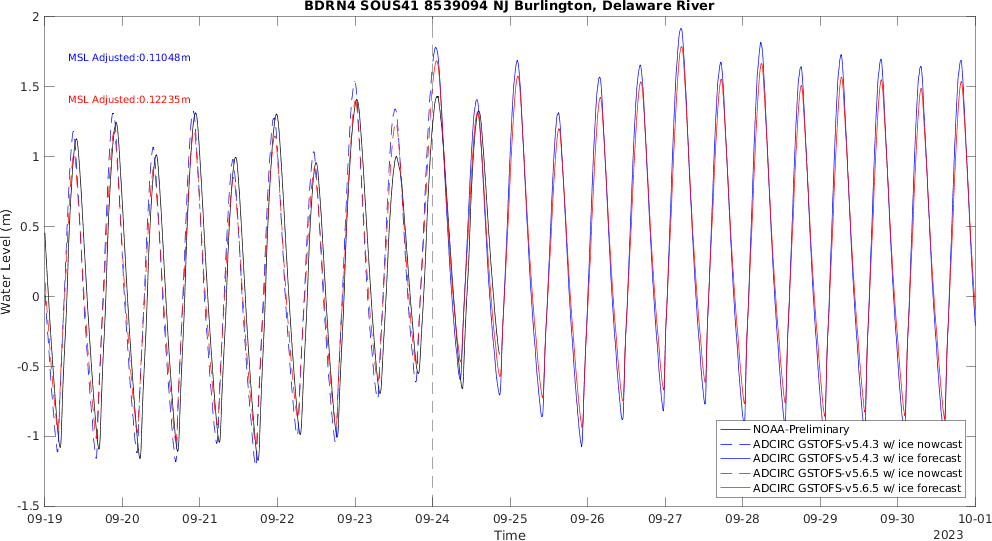 BDRN4 SOUS41 8539094 NJ Burlington, Delaware River
2
1.5
1
0.5
0
-0.5
-1
-1.5
Water Level (m)
MSL Adjusted:0.11048m
MSL Adjusted:0.12235m
NOAA-Preliminary
ADCIRC GSTOFS-v5.4.3 w/ ice nowcast
ADCIRC GSTOFS-v5.4.3 w/ ice forecast
ADCIRC GSTOFS-v5.6.5 w/ ice nowcast
ADCIRC GSTOFS-v5.6.5 w/ ice forecast
09-19 09-20 09-21 09-22 09-23 09-24 09-25 09-26 09-27 09-28 09-29 09-30 10-01
Time
2023